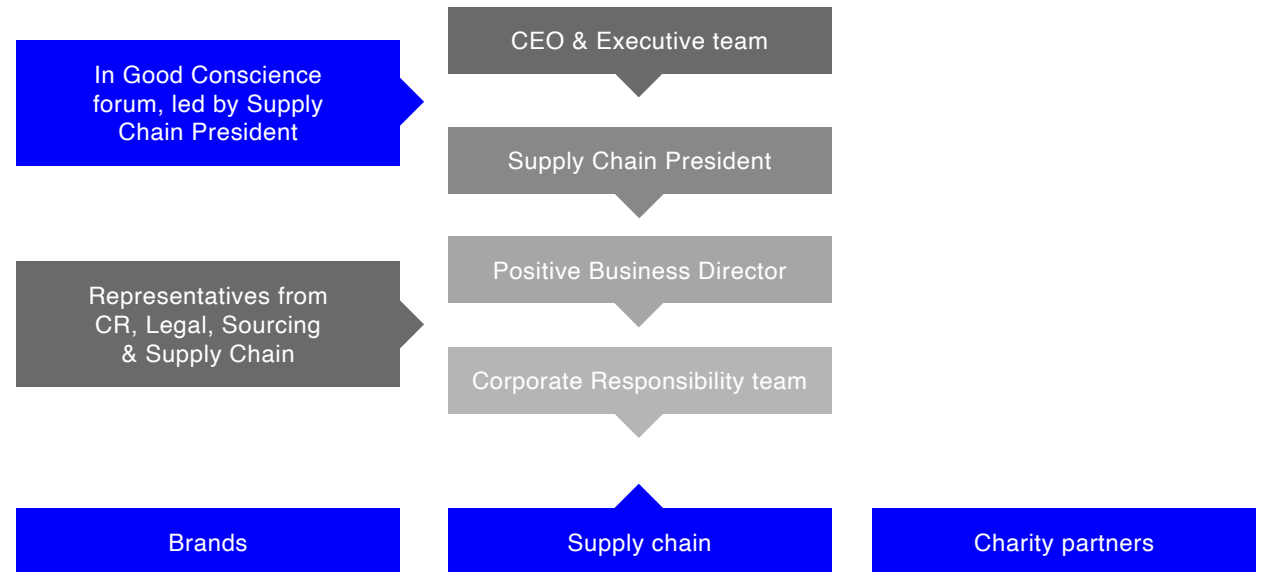 CEO & Executive team
In Good Conscience
forum, led by Supply
Chain President
Supply Chain President
Positive Business Director
Representatives from
CR, Legal, Sourcing
& Supply Chain
Corporate Responsibility team
Brands
Supply chain
Charity partners